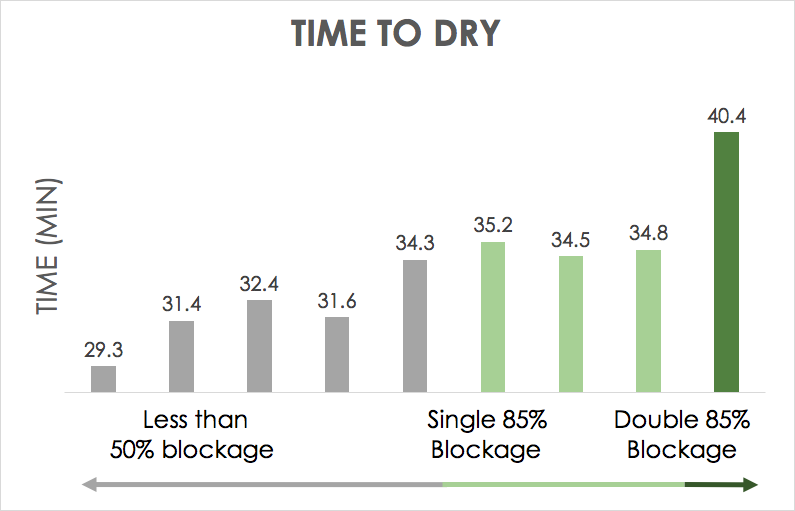 TIME TO DRY
TIME (MIN)
29.3
31.4
32.4
31.6
34.3
35.2
34.5
34.8
40.4
Less than
50% blockage
Single 85%
Blockage
Double 85%
Blockage